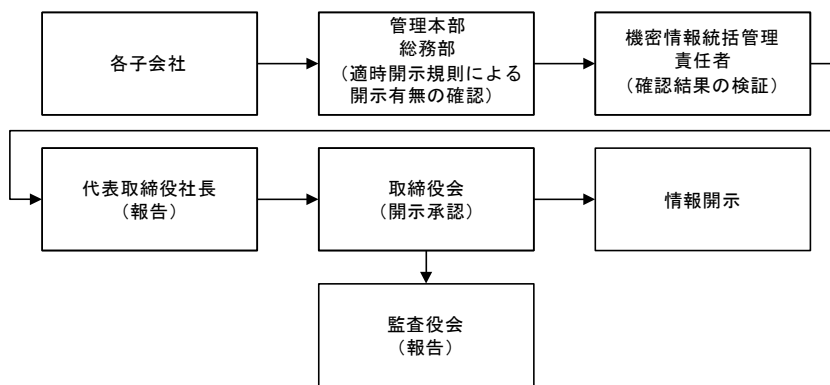 各子会社
管理本部
総務部
（適時開示規則による
開示有無の確認）
機密情報統括管理
責任者
（確認結果の検証）
代表取締役社長
（報告）
取締役会
（開示承認）
情報開示
監査役会
（報告）